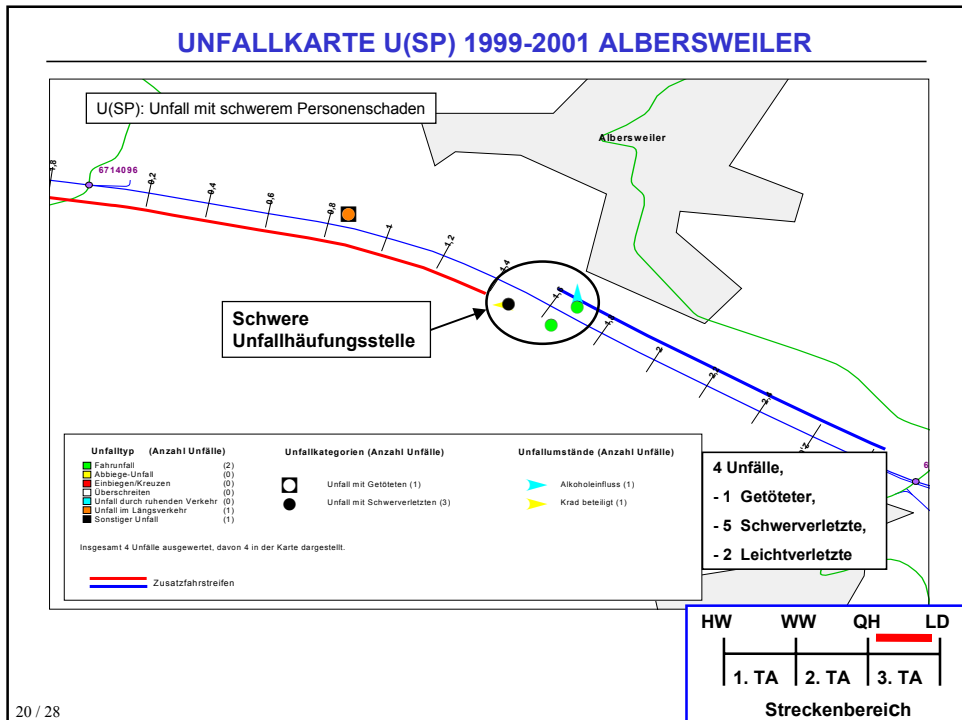 UNFALLKARTE U(SP) 1999-2001 ALBERSWEILER
U(SP): Unfall mit schwerem Personenschaden
Albersweiler
6714096
0,2
0,4
0,6
0,8
1
1,2
1,4
1,6
2
Schwere
Unfallhäufungsstelle
6
Unfalltyp (Anzahl Unfälle)
Fahrunfall (2)
Abbiege-Unfall (0)
Einbiegen/Kreuzen (0)
Überschreiten (0)
Unfall durch ruhenden Verkehr (0)
Unfall im Längsverkehr (1)
Sonstiger Unfall (1)
Unfallkategorien (Anzahl Unfälle)
Unfall mit Getöteten (1)
Unfall mit Schwerverletzten (3)
Unfallumstände (Anzahl Unfälle)
Alkoholeinfluss (1)
Krad beteiligt (1)
Insgesamt 4 Unfälle ausgewertet, davon 4 in der Karte dargestellt.
Zusatzfahrstreifen
4 Unfälle,
- 1 Getöteter,
- 5 Schwerverletzte,
- 2 Leichtverletzte
HW WW QH LD
1. TA 2. TA 3. TA
Streckenbereich
20 / 28